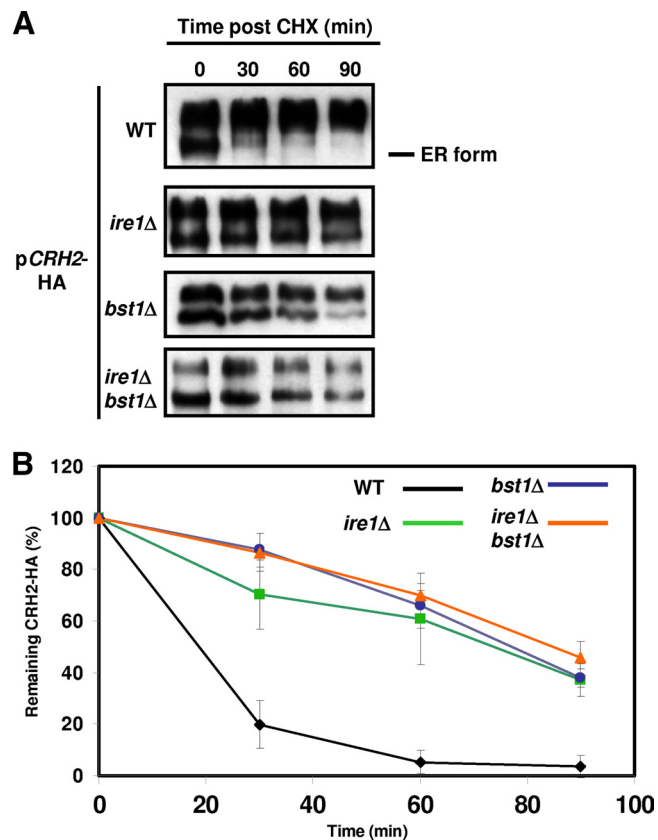 A
Time post CHX (min)
0 30 60 90
WT
ER form
ire1Δ
pCRH2-
HA
bst1Δ
ire1Δ
bst1Δ
B
120
100
80
60
40
20
0
Remaining CRH2-HA (%)
WT
bst1Δ
ire1Δ
ire1Δ
bst1Δ
0 20 40 60 80 100
Time (min)